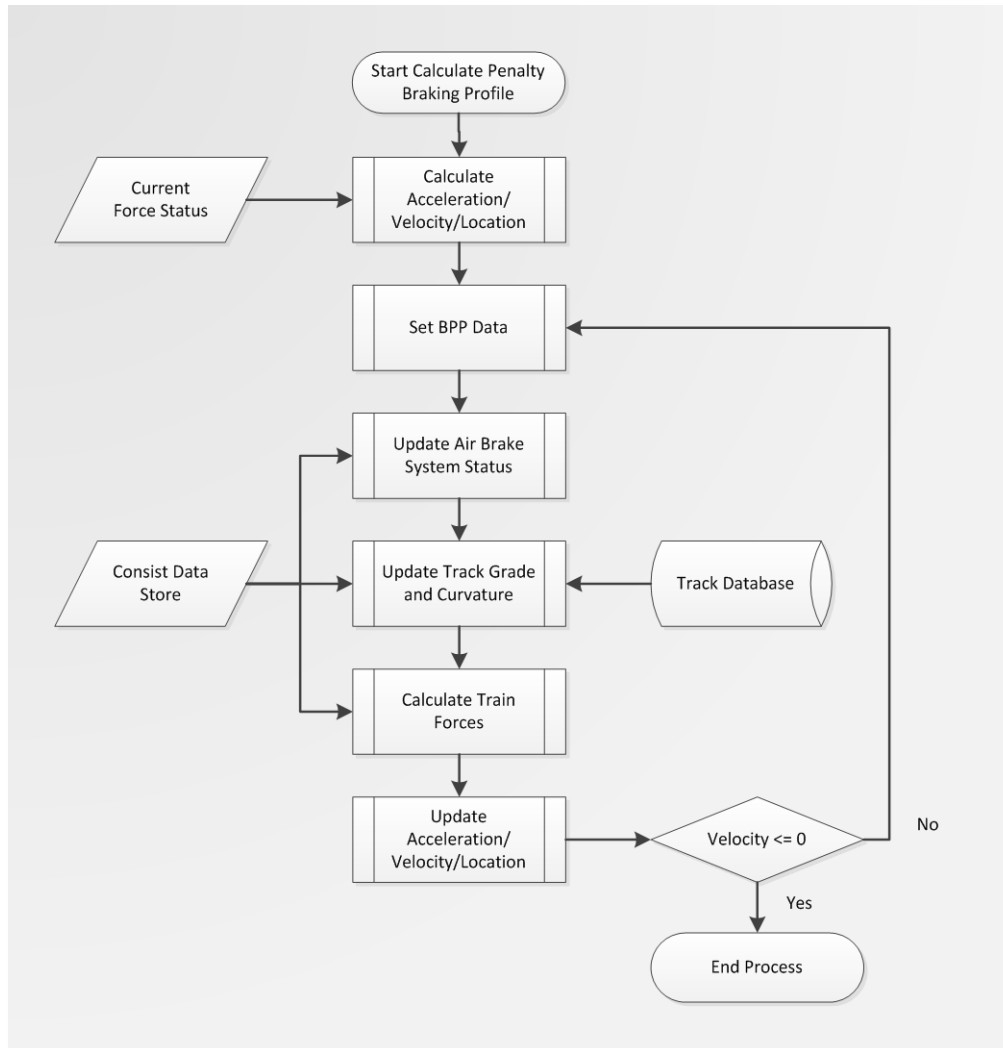 Start Calculate Penalty
Braking Profile
Current
Force Status
Calculate
Acceleration/
Velocity/Location
Set BPP Data
Update Air Brake
System Status
Consist Data
Store
Update Track Grade
and Curvature
Track Database
Calculate Train
Forces
Update
Acceleration/
Velocity/Location
Velocity <= 0
No
Yes
End Process